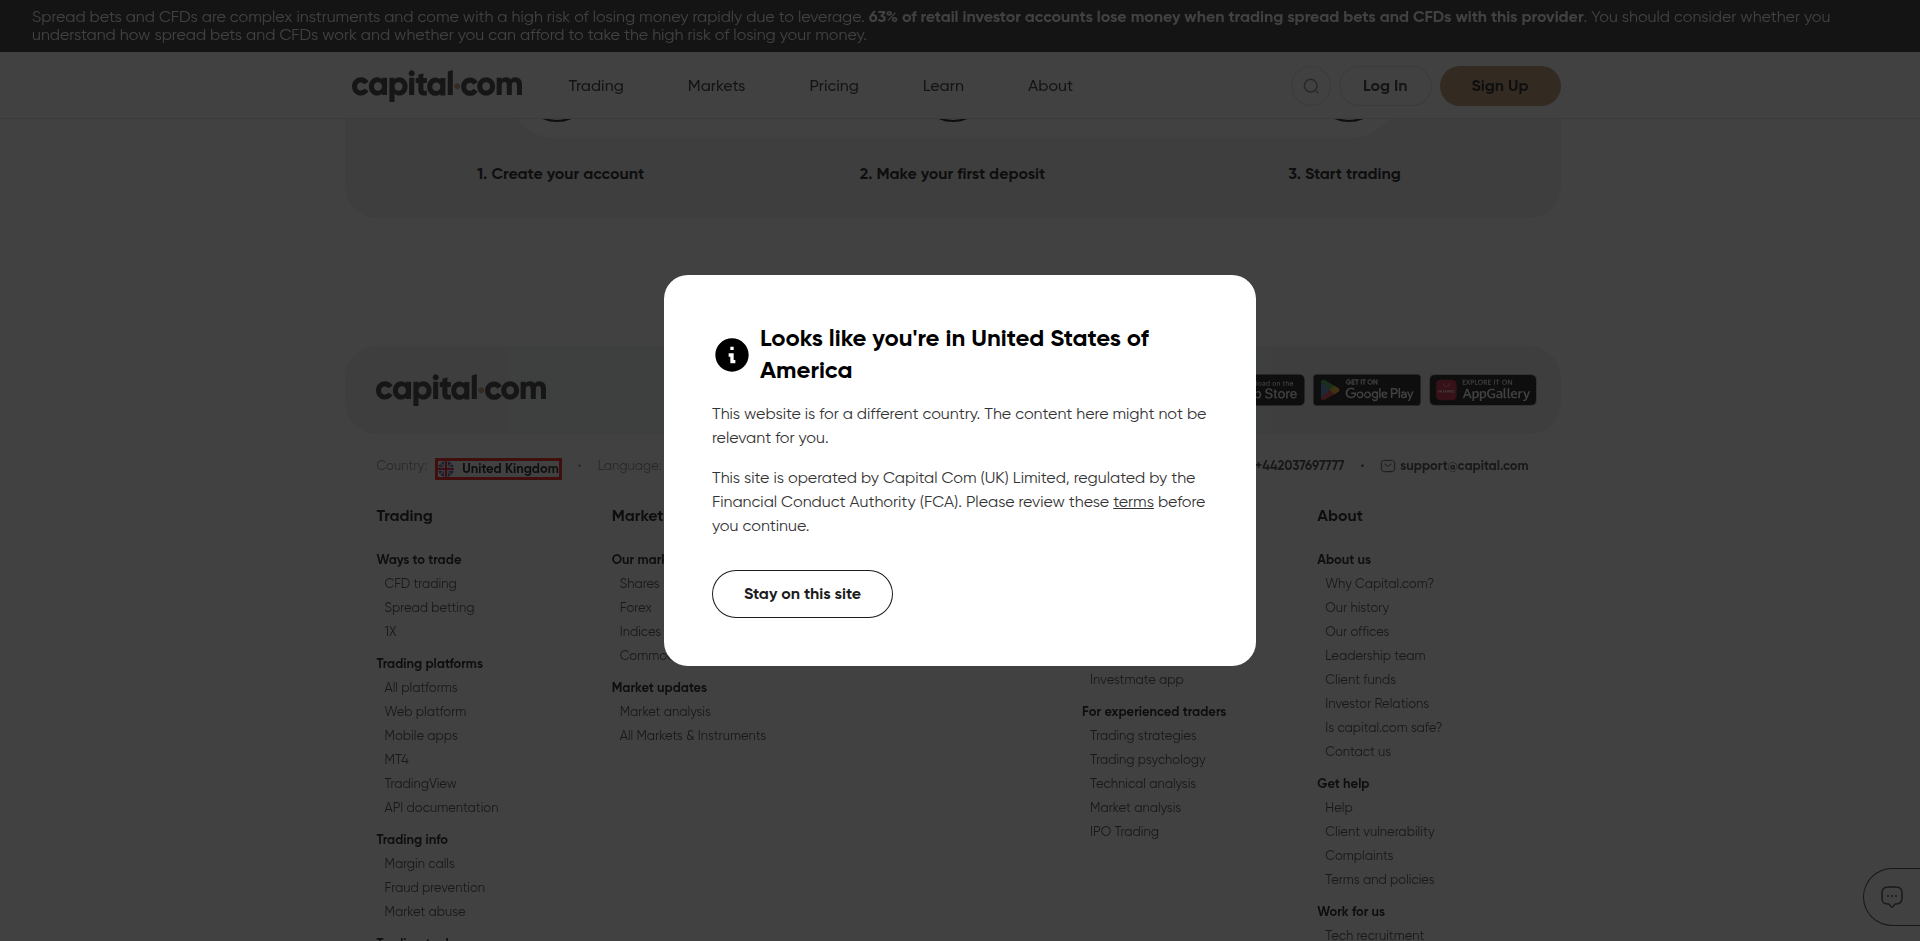 Spread bets and CFDs are complex instruments and come with a high risk of losing money rapidly due to leverage. 63% of retail investor accounts lose money when trading spread bets and CFDs with this provider. You should consider whether you
understand how spread bets and CFDs work and whether you can afford to take the high risk of losing your money.
capital.com
Trading
Markets
Pricing
Learn
About
Log In
Sign Up
1. Create your account
2. Make your first deposit
3. Start trading
Looks like you're in United States of
America
This website is for a different country. The content here might not be
relevant for you.
This site is operated by Capital Com (UK) Limited, regulated by the
Financial Conduct Authority (FCA). Please review these terms before
you continue.
Stay on this site
capital.com
Store
GET IT ON
Google Play
EXPLORE IT ON
AppGallery
Country:
United Kingdom
Language:
+442037697777
support@capital.com
Trading
Ways to trade
CFD trading
Spread betting
1X
Trading platforms
All platforms
Web platform
Mobile apps
MT4
TradingView
API documentation
Trading info
Margin calls
Fraud prevention
Market abuse
Market
Our mar
Shares
Forex
Indices
Commo
Market updates
Market analysis
All Markets & Instruments
Investmate app
For experienced traders
Trading strategies
Trading psychology
Technical analysis
Market analysis
IPO Trading
About
About us
Why Capital.com?
Our history
Our offices
Leadership team
Client funds
Investor Relations
Is capital.com safe?
Contact us
Get help
Help
Client vulnerability
Complaints
Terms and policies
Work for us
Tech recruitment